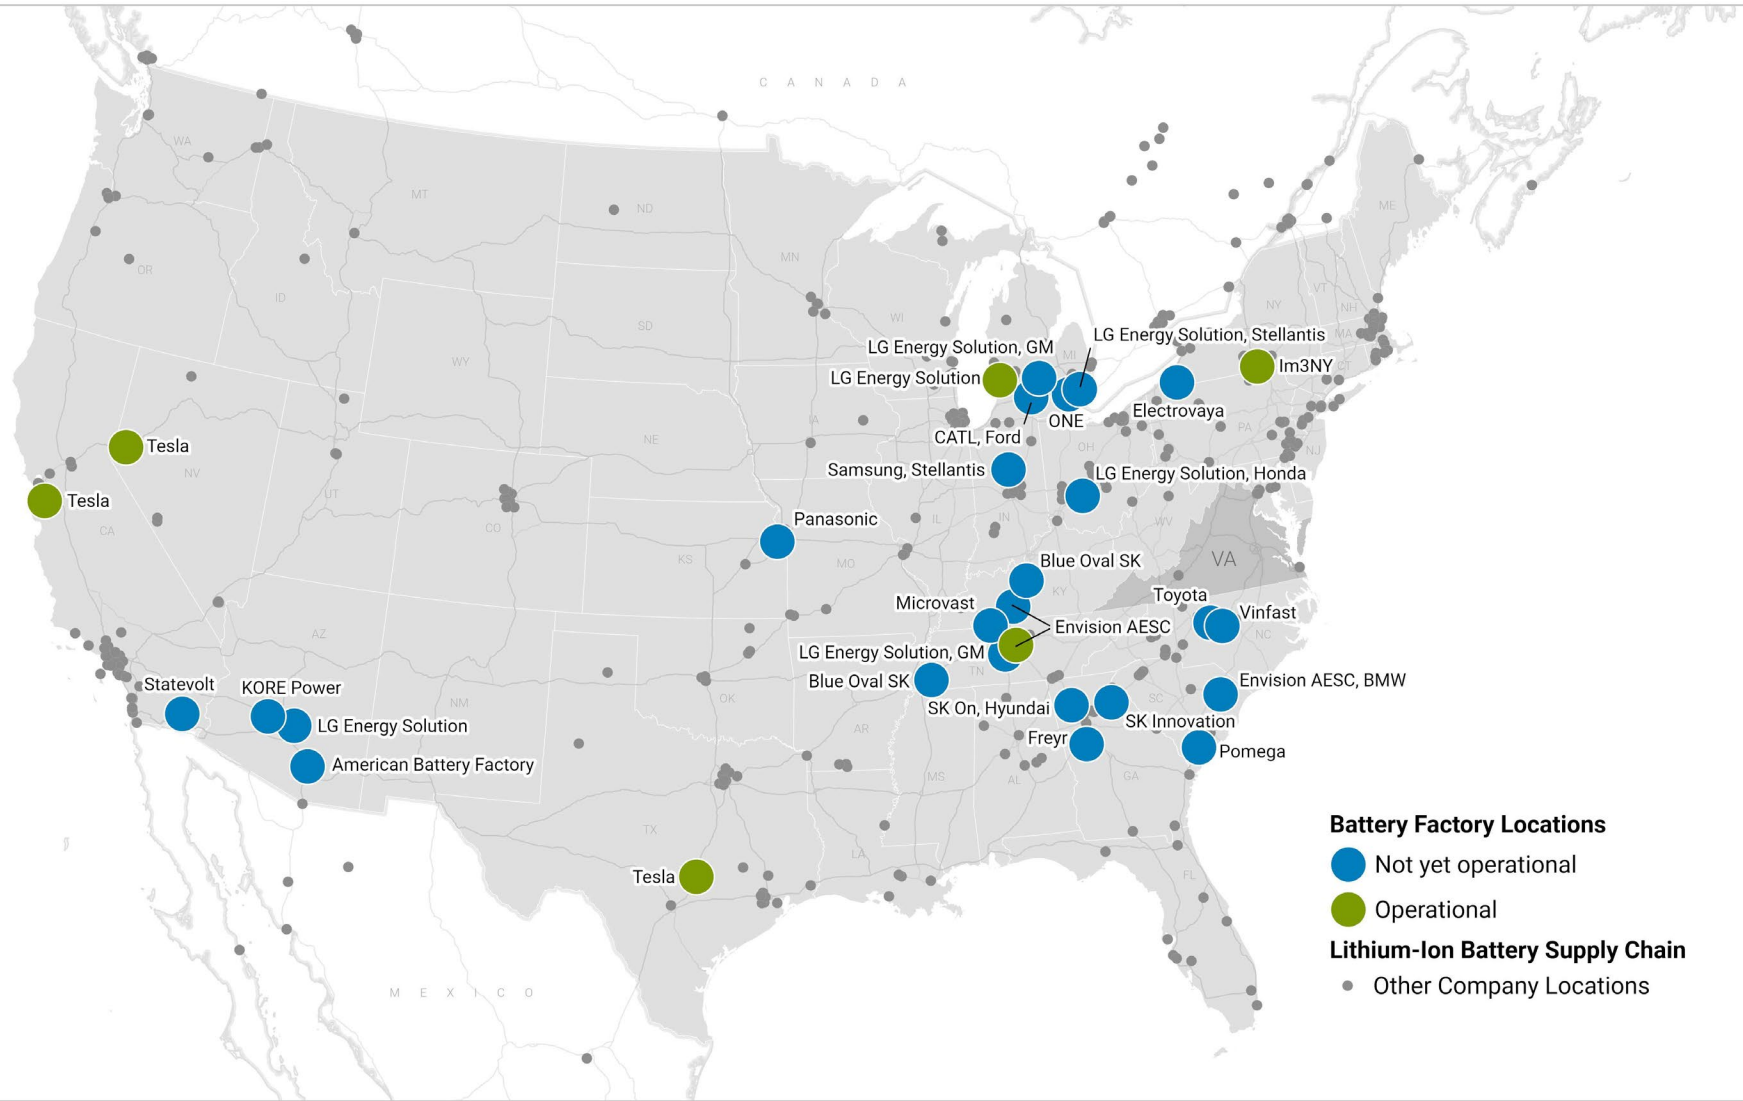 CANADA
WA
MT
ND
ME
OR
MN
ID
VT
NH
NY
WI
SD
MA
LG Energy Solution, Stellantis
LG Energy Solution, GM
MI
WY
CT
Im3NY
LG Energy Solution
Electrovaya
IA
ONE
PA
CATL, Ford
NE
Tesla
OH
NJ
NV
Samsung, Stellantis
LG Energy Solution, Honda
UT
Tesla
Panasonic
IL
IN
WV
CO
CA
KS
MO
VA
Blue Oval SK
KY
Toyota
Microvast
Vinfast
Envision AESC
AZ
NC
LG Energy Solution, GM
TN
Blue Oval SK
Envision AESC, BMW
Statevolt
KORE Power
NM
OK
SC
SK On, Hyundai
SK Innovation
LG Energy Solution
AR
Freyr
Pomega
American Battery Factory
MS
AL
GA
TX
LA
Tesla
FL
MEXICO
Battery Factory Locations
Not yet operational
Operational
Lithium-Ion Battery Supply Chain
Other Company Locations